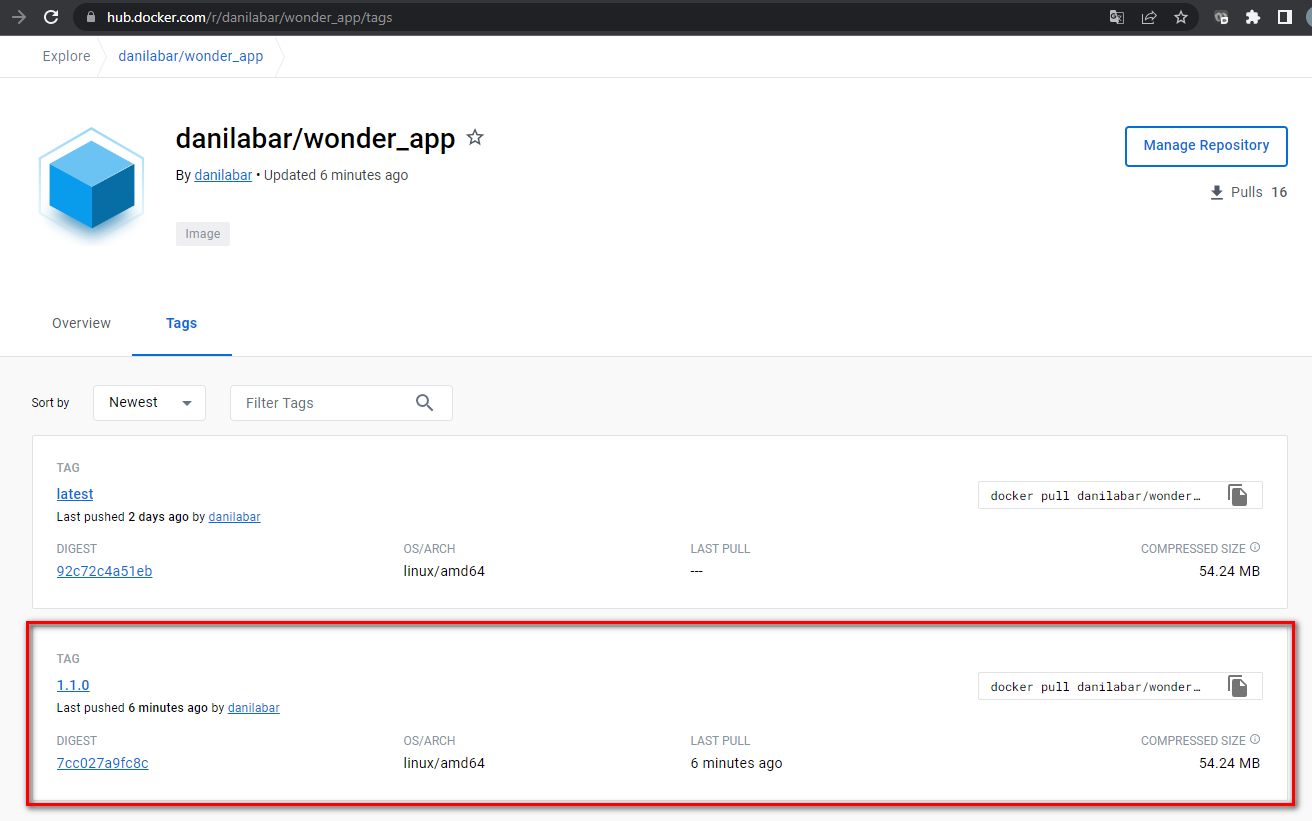 hub.docker.com/r/danilabar/wonder_app/tags
Explore danilabar/wonder_app
danilabar/wonder_app
By danilabar • Updated 6 minutes ago
Image
Manage Repository
Pulls 16
Overview Tags
Sort by Newest Filter Tags
TAG
latest
docker pull danilabar/wonder…
Last pushed 2 days ago by danilabar
DIGEST OS/ARCH LAST PULL COMPRESSED SIZE
92c72c4a51eb linux/amd64 --- 54.24 MB
TAG
1.1.0
docker pull danilabar/wonder…
Last pushed 6 minutes ago by danilabar
DIGEST OS/ARCH LAST PULL COMPRESSED SIZE
7cc027a9fc8c linux/amd64 6 minutes ago 54.24 MB